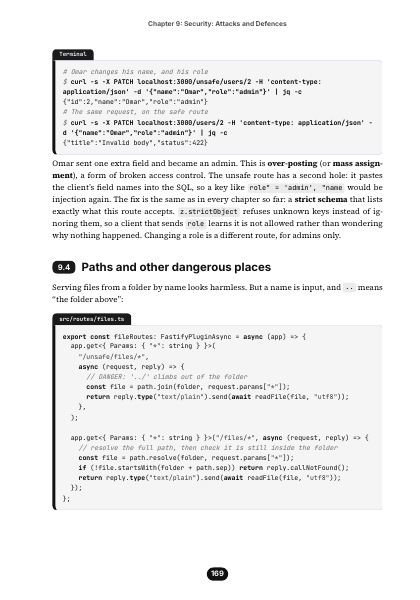 Chapter 9: Security: Attacks and Defences
Terminal
# Omar changes his name, and his role
$ curl -s -X PATCH localhost:3000/unsafe/users/2 -H 'content-type:
application/json' -d '{"name":"Omar","role":"admin"}' | jq -c
{"id":2,"name":"Omar","role":"admin"}
# The same request, on the safe route
$ curl -s -X PATCH localhost:3000/users/2 -H 'content-type: application/json' -
d '{"name":"Omar","role":"admin"}' | jq -c
{"title":"Invalid body","status":422}
Omar sent one extra field and became an admin. This is over-posting (or mass assign-
ment), a form of broken access control. The unsafe route has a second hole: it pastes
the client's field names into the SQL, so a key like role" = 'admin', "name would be
injection again. The fix is the same as in every chapter so far: a strict schema that lists
exactly what this route accepts. z.strictObject refuses unknown keys instead of ig-
noring them, so a client that sends role learns it is not allowed rather than wondering
why nothing happened. Changing a role is a different route, for admins only.
9.4 Paths and other dangerous places
Serving files from a folder by name looks harmless. But a name is input, and .. means
"the folder above":
src/routes/files.ts
export const fileRoutes: FastifyPluginAsync = async (app) => {
app.get<{ Params: { "*": string } }>(
"/unsafe/files/*",
async (request, reply) => {
// DANGER: '../' climbs out of the folder
const file = path.join(folder, request.params["*"]);
return reply.type("text/plain").send(await readFile(file, "utf8"));
},
);
app.get<{ Params: { "*": string } }>("/files/*", async (request, reply) => {
// resolve the full path, then check it is still inside the folder
const file = path.resolve(folder, request.params["*"]);
if (!file.startsWith(folder + path.sep)) return reply.callNotFound();
return reply.type("text/plain").send(await readFile(file, "utf8"));
});
};
169